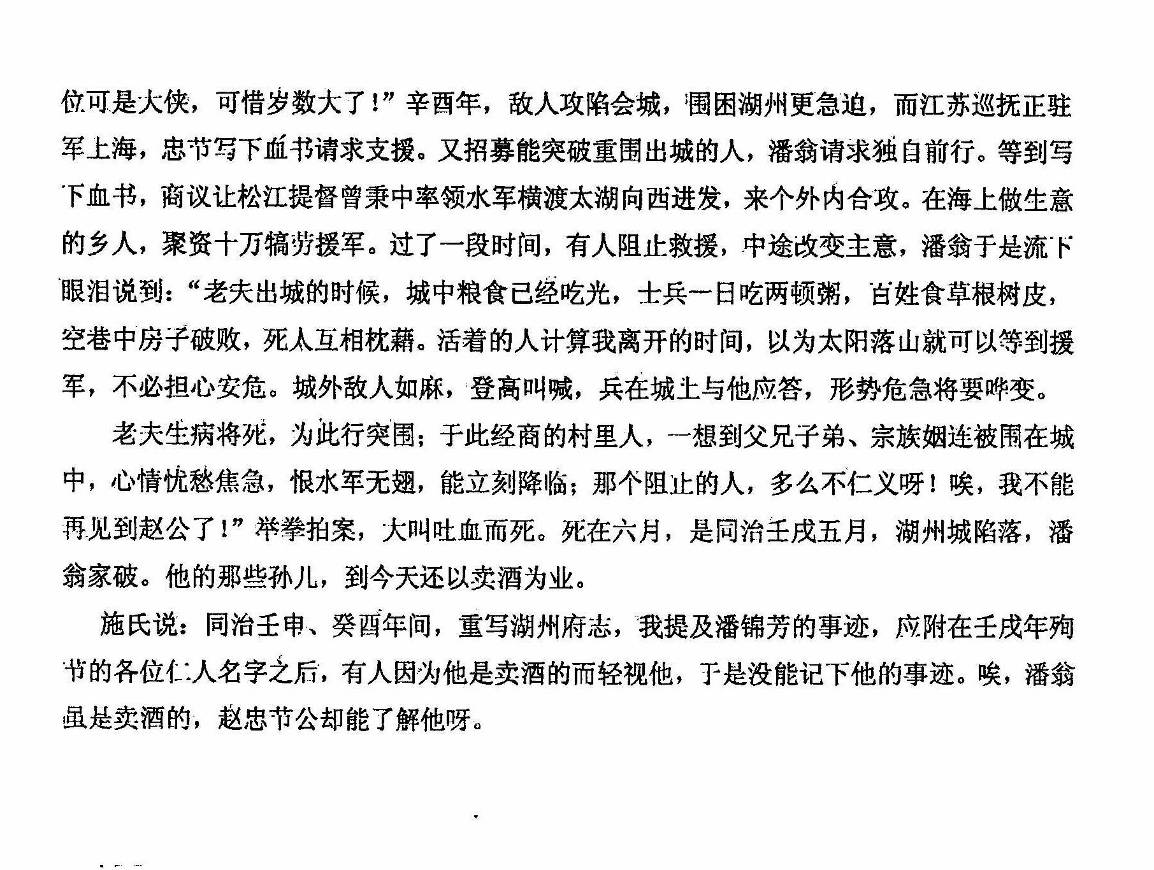 位可是大侠，可惜岁数大了！”辛酉年，敌人攻陷会城，围困湖州更急迫，而江苏巡抚正驻
军上海，忠节写下血书请求支援。又招募能突破重围出城的人，潘翁请求独自前行。等到写
下血书，商议让松江提督曾秉中率领水军横渡太湖向西进发，来个外内合攻。在海上做生意
的乡人，聚资十万犒劳援军。过了一段时间，有人阻止救援，中途改变主意，潘翁于是流下
眼泪说到：“老夫出城的时候，城中粮食已经吃光，士兵一日吃两顿粥，百姓食草根树皮，
空巷中房子破败，死人互相枕藉。活着的人计算我离开的时间，以为太阳落山就可以等到援
军，不必担心安危。城外敌人如麻，登高叫喊，兵在城上与他应答，形势危急将要哗变。
老夫生病将死，为此行突围；于此经商的村里人，一想到父兄子弟、宗族姻连被围在城
中，心情忧愁焦急，恨水军无翅，能立刻降临；那个阻止的人，多么不仁义呀！唉，我不能
再见到赵公了！”举拳拍案，大叫吐血而死。死在六月，是同治壬戌五月，湖州城陷落，潘
翁家破。他的那些孙儿，到今天还以卖酒为业。
施氏说：同治壬申、癸酉年间，重写湖州府志，我提及潘锦芳的事迹，应附在壬戌年殉
节的各位仁人名字之后，有人因为他是卖酒的而轻视他，于是没能记下他的事迹。唉，潘翁
虽是卖酒的，赵忠节公却能了解他呀。